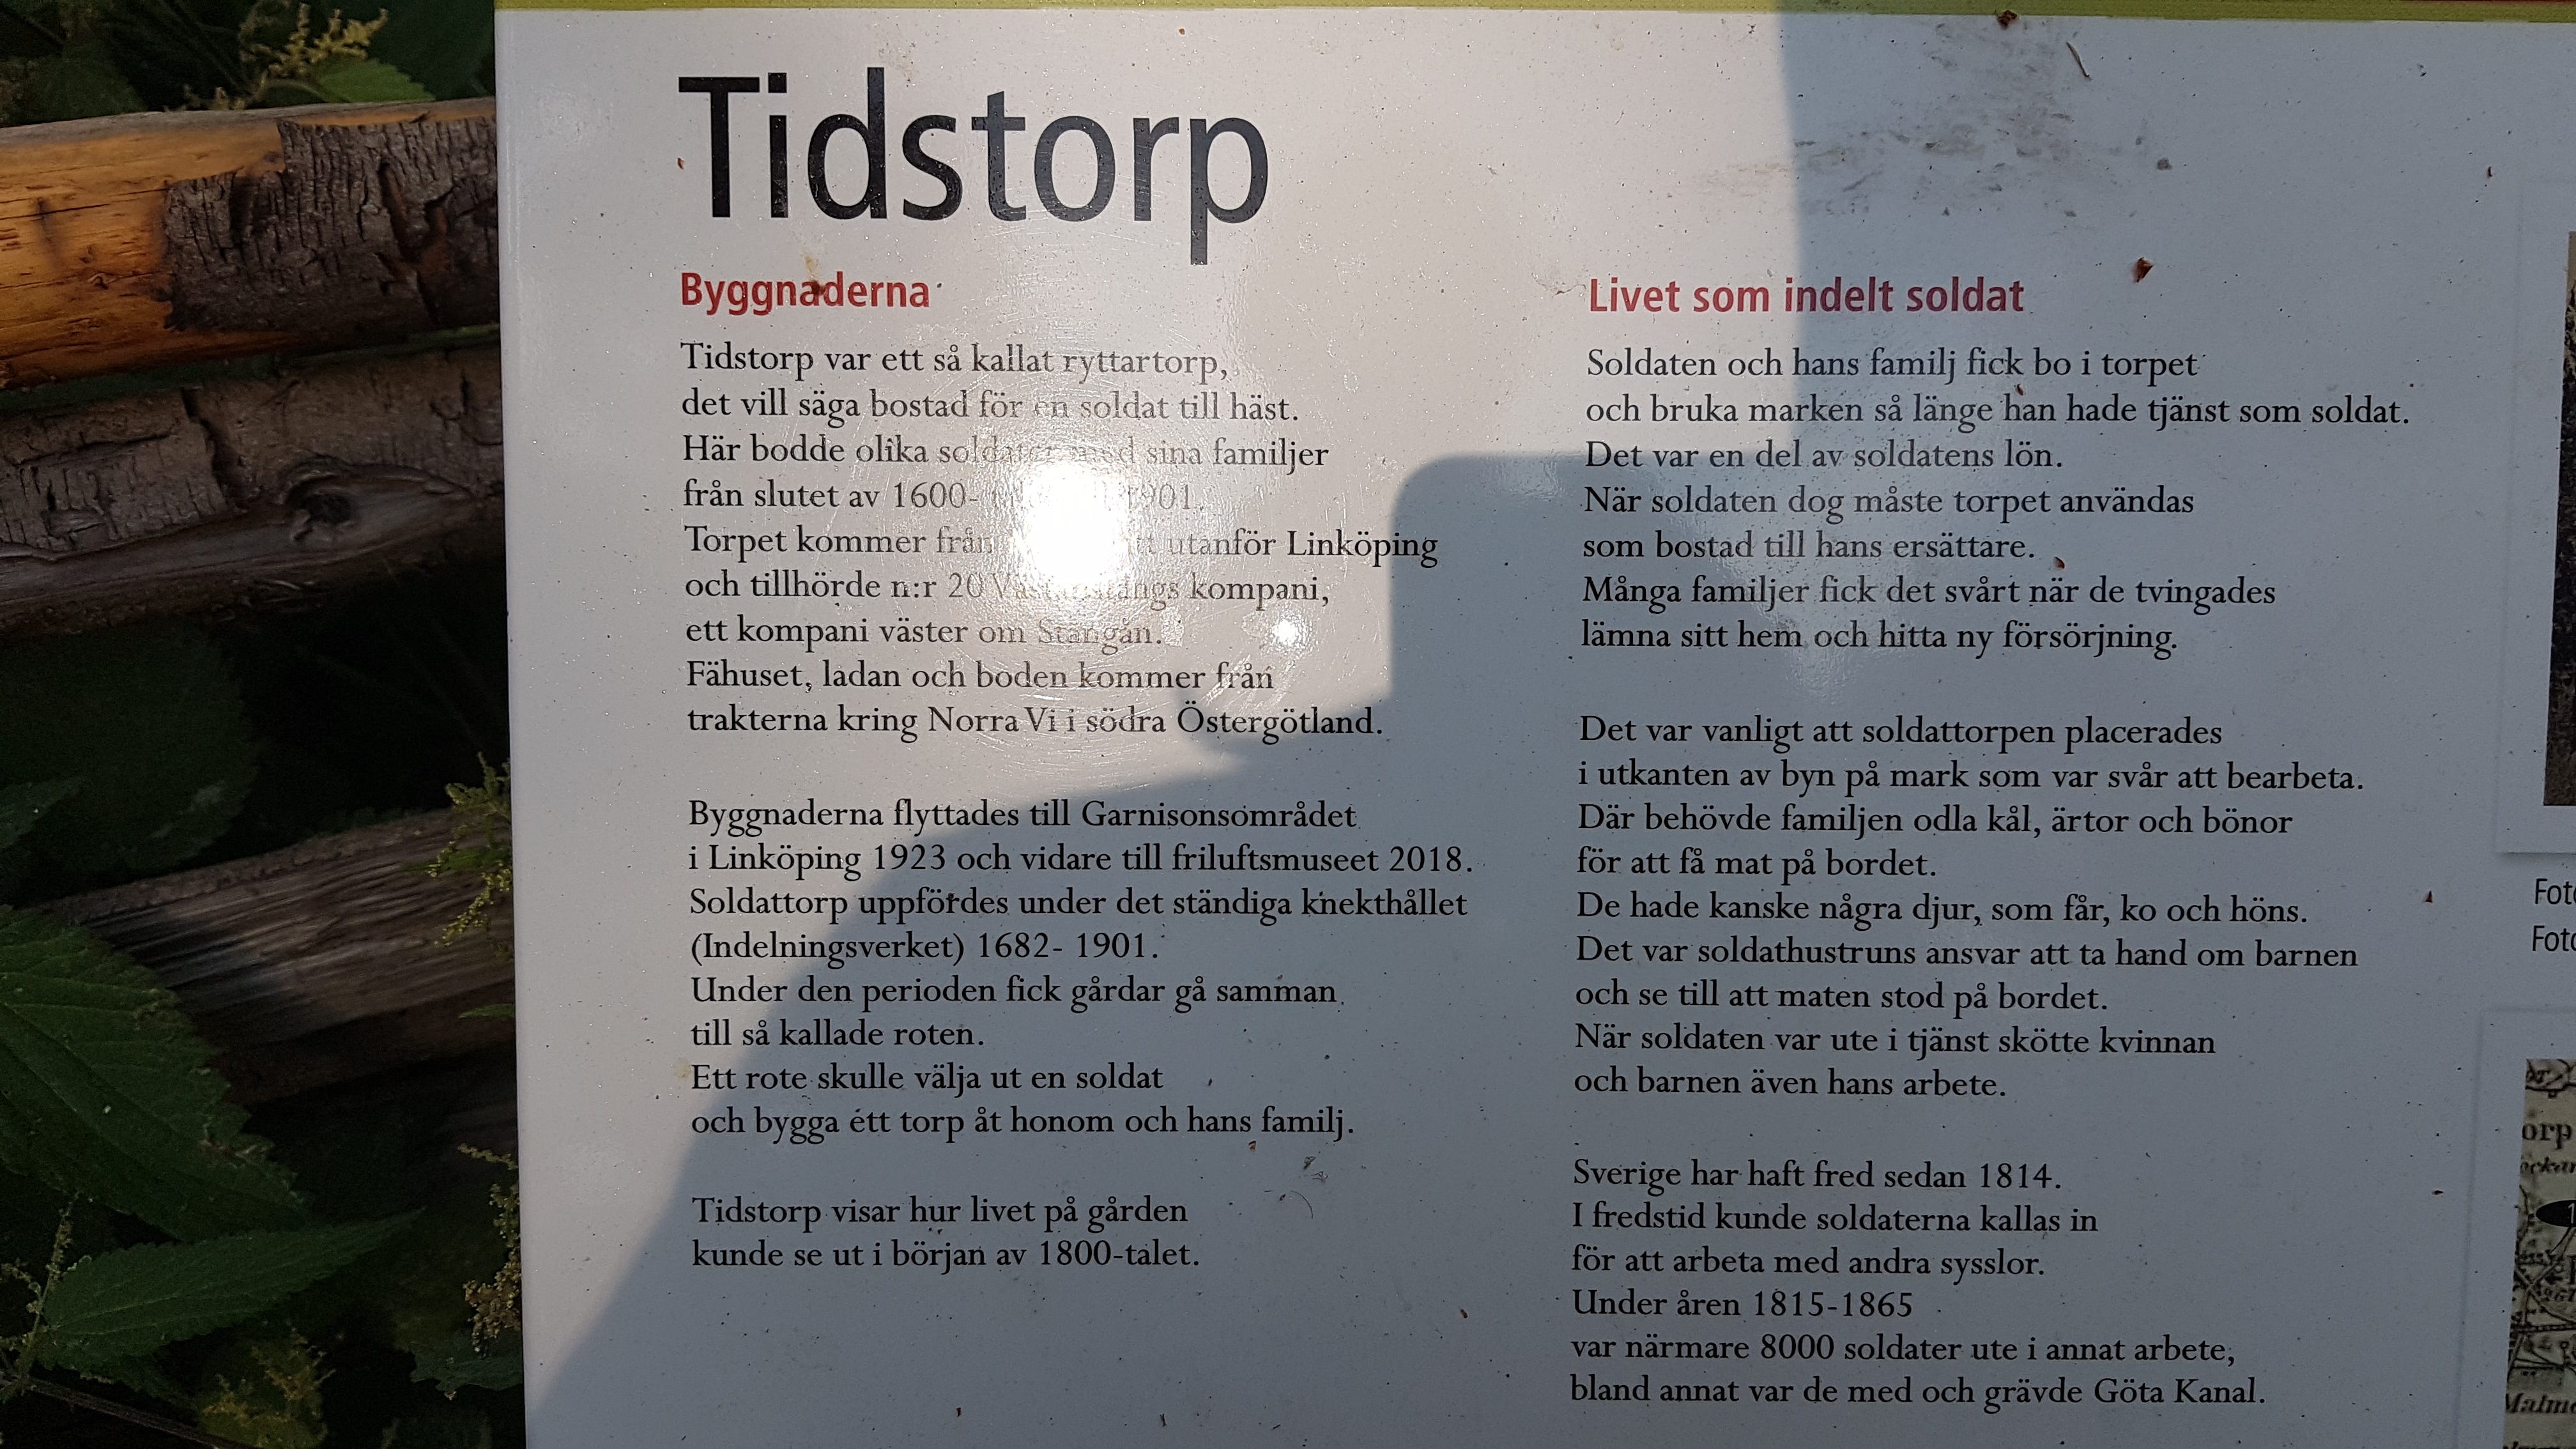 Tidstorp
Byggnaderna
Tidstorp var ett så kallat ryttartorp,
det vill säga bostad för en soldat till häst.
Här bodde olika soldater med sina familjer
från slutet av 1600- 1901.
Torpet kommer från utanför Linköping
och tillhörde n:r 20 kompani,
ett kompani väster om Stångån.
Fähuset, ladan och boden kommer från
trakterna kring Norra Vi i södra Östergötland.
Byggnaderna flyttades till Garnisonsområdet
i Linköping 1923 och vidare till friluftsmuseet 2018.
Soldattorp uppfördes under det ständiga knekthållet
(Indelningsverket) 1682- 1901.
Under den perioden fick gårdar gå samman
till så kallade roten.
Ett rote skulle välja ut en soldat
och bygga ett torp åt honom och hans familj.
Tidstorp visar hur livet på gården
kunde se ut i början av 1800-talet.
Livet som indelt soldat
Soldaten och hans familj fick bo i torpet
och bruka marken så länge han hade tjänst som soldat.
Det var en del av soldatens lön.
När soldaten dog måste torpet användas
som bostad till hans ersättare.
Många familjer fick det svårt när de tvingades
lämna sitt hem och hitta ny försörjning.
Det var vanligt att soldattorpen placerades
i utkanten av byn på mark som var svår att bearbeta.
Där behövde familjen odla kål, ärtor och bönor
för att få mat på bordet.
De hade kanske några djur, som får, ko och höns.
Det var soldathustruns ansvar att ta hand om barnen
och se till att maten stod på bordet.
När soldaten var ute i tjänst skötte kvinnan
och barnen även hans arbete.
Sverige har haft fred sedan 1814.
I fredstid kunde soldaterna kallas in
för att arbeta med andra sysslor.
Under åren 1815-1865
var närmare 8000 soldater ute i annat arbete,
bland annat var de med och grävde Göta Kanal.